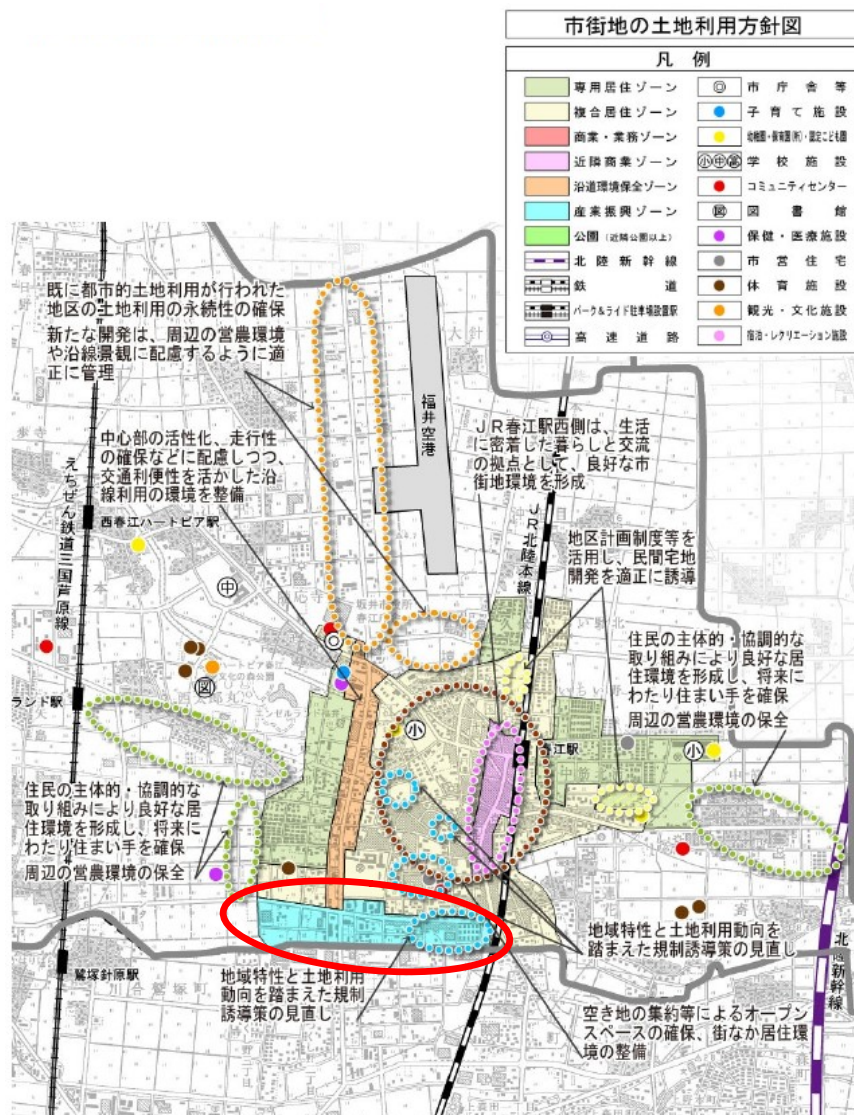 市街地の土地利用方針図
凡例
専用居住ゾーン
複合居住ゾーン
商業・業務ゾーン
近隣商業ゾーン
沿道環境保全ゾーン
産業振興ゾーン
公園（近隣公園以上）
北陸新幹線
鉄道
パーク&ライド駐車場設置駅
高速道路
市庁舎等
子育て施設
幼稚園・保育園(所)・認定こども園
小中高 学校施設
コミュニティセンター
図 図書館
保健・医療施設
市営住宅
体育施設
観光・文化施設
宿泊・レクリエーション施設
既に都市的土地利用が行われた
地区の土地利用の永続性の確保
新たな開発は、周辺の営農環境
や沿線景観に配慮するように適
正に管理
福井空港
中心部の活性化、走行性
の確保などに配慮しつつ、
交通利便性を活かした沿
線利用の環境を整備
ＪＲ春江駅西側は、生活
に密着した暮らしと交流
の拠点として、良好な市
街地環境を形成
えちぜん鉄道三国芦原線
西春江ハートピア駅
ＪＲ北陸本線
地区計画制度等を
活用し、民間宅地
開発を適正に誘導
中
住民の主体的・協調的な
取り組みにより良好な居
住環境を形成し、将来に
わたり住まい手を確保
周辺の営農環境の保全
図
ランド駅
小
春江駅
小
住民の主体的・協調的な
取り組みにより良好な居
住環境を形成し、将来に
わたり住まい手を確保
周辺の営農環境の保全
地域特性と土地利用動向を
踏まえた規制誘導策の見直し
北陸新幹線
鷲塚針原駅
地域特性と土地利用
動向を踏まえた規制
誘導策の見直し
空き地の集約等によるオープン
スペースの確保、街なか居住環
境の整備